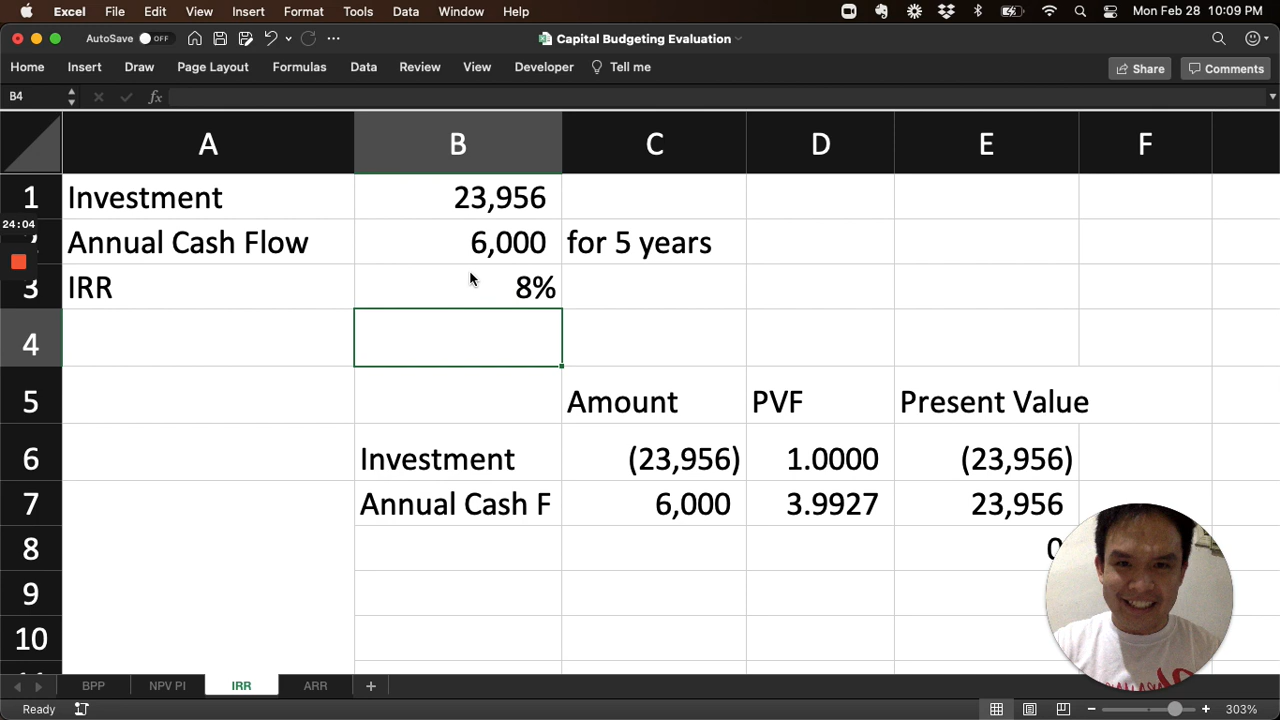 Excel File Edit View Insert Format Tools Data Window Help Mon Feb 28 10:09 PM
AutoSave OFF Capital Budgeting Evaluation
Home Insert Draw Page Layout Formulas Data Review View Developer Tell me Share Comments
B4 fx
A B C D E F
1 Investment 23,956
24:04
Annual Cash Flow 6,000 for 5 years
3 IRR 8%
4
5 Amount PVF Present Value
6 Investment (23,956) 1.0000 (23,956)
7 Annual Cash F 6,000 3.9927 23,956
8 0
9
10
BPP NPV PI IRR ARR
Ready 303%